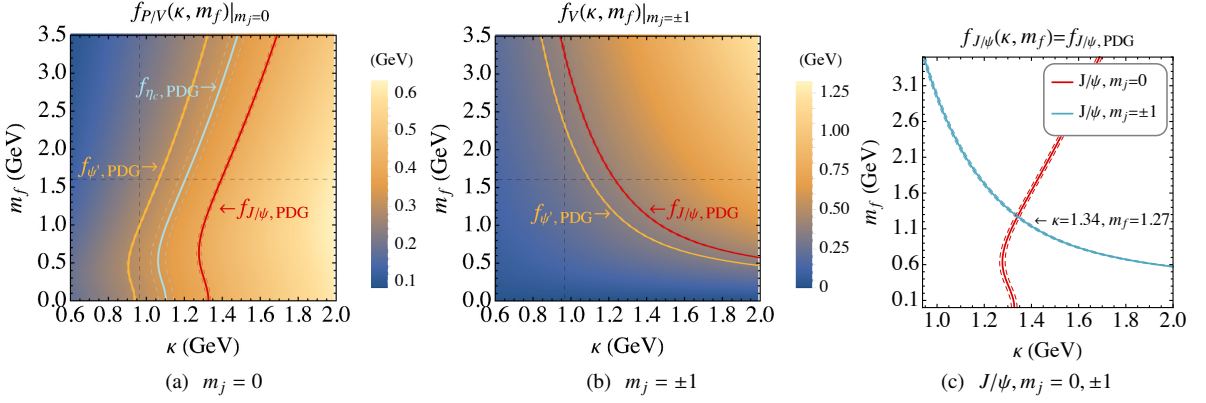 f_{P/V}(κ, m_f)|_{m_j=0}
3.5
3.0
2.5
2.0
1.5
1.0
0.5
0.0
m_f (GeV)
f_{η_c, PDG}→
f_{ψ', PDG}→
←f_{J/ψ, PDG}
0.6 0.8 1.0 1.2 1.4 1.6 1.8 2.0
κ (GeV)
(GeV)
0.6
0.5
0.4
0.3
0.2
0.1
(a) m_j = 0
f_V(κ, m_f)|_{m_j=±1}
3.5
3.0
2.5
2.0
1.5
1.0
0.5
0.0
m_f (GeV)
f_{ψ', PDG}→
←f_{J/ψ, PDG}
0.6 0.8 1.0 1.2 1.4 1.6 1.8 2.0
κ (GeV)
(GeV)
1.25
1.00
0.75
0.50
0.25
0
(b) m_j = ±1
f_{J/ψ}(κ, m_f)=f_{J/ψ, PDG}
3.1
2.6
2.1
1.6
1.1
0.6
0.1
m_f (GeV)
J/ψ, m_j=0
J/ψ, m_j=±1
← κ=1.34, m_f=1.27
1.0 1.2 1.4 1.6 1.8 2.0
κ (GeV)
(c) J/ψ, m_j = 0, ±1